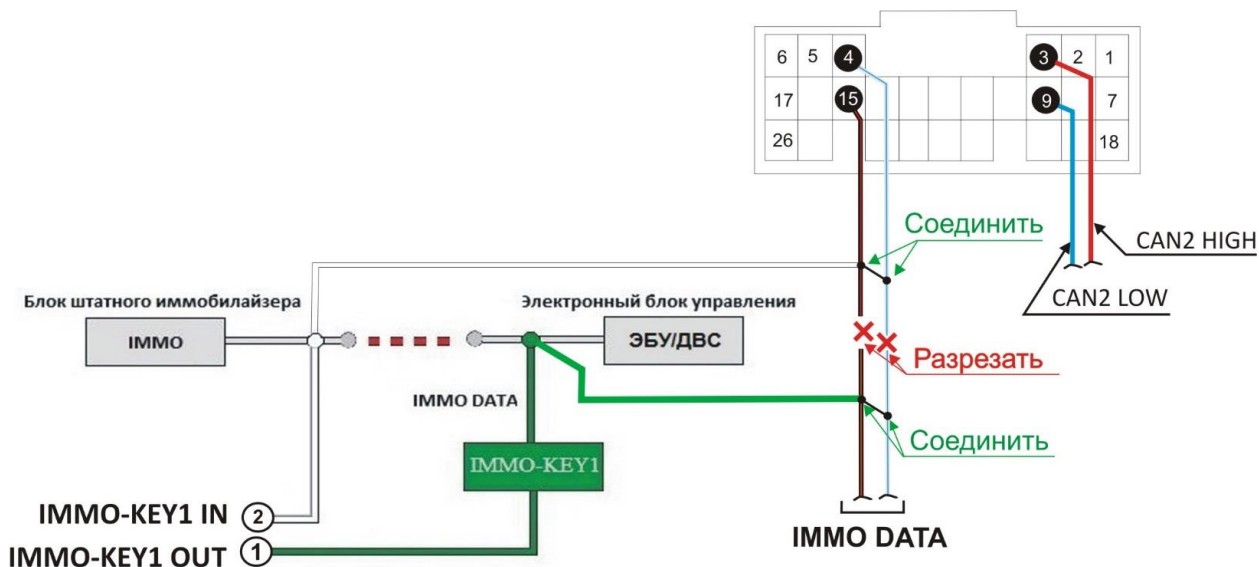 6 5 4 3 2 1
17 15 9 7
26 18
Соединить
CAN2 HIGH
CAN2 LOW
Блок штатного иммобилайзера
Электронный блок управления
IMMO
ЭБУ/ДВС
Разрезать
IMMO DATA
Соединить
IMMO-KEY1
IMMO-KEY1 IN 2
IMMO DATA
IMMO-KEY1 OUT 1